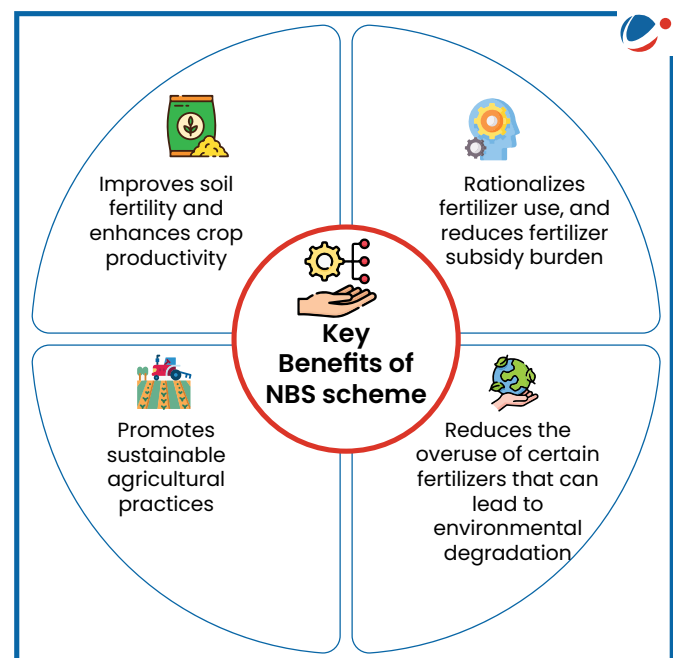 Improves soil
fertility and
enhances crop
productivity
Rationalizes
fertilizer use, and
reduces fertilizer
subsidy burden
Key
Benefits of
NBS scheme
Promotes
sustainable
agricultural
practices
Reduces the
overuse of certain
fertilizers that can
lead to
environmental
degradation